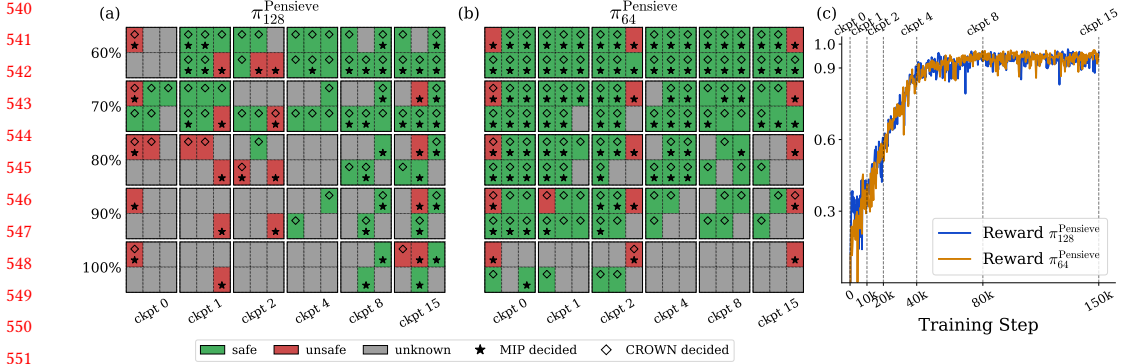 540
541
542
543
544
545
546
547
548
549
550
551
(a)
π^Pensieve_128
60%
70%
80%
90%
100%
ckpt 0
ckpt 1
ckpt 2
ckpt 4
ckpt 8
ckpt 15
(b)
π^Pensieve_64
ckpt 0
ckpt 1
ckpt 2
ckpt 4
ckpt 8
ckpt 15
safe unsafe unknown ★ MIP decided ◇ CROWN decided
(c)
ckpt 0
ckpt 1
ckpt 2
ckpt 4
ckpt 8
ckpt 15
1.0
0.9
0.6
0.3
Reward π^Pensieve_128
Reward π^Pensieve_64
0
10k
20k
40k
80k
150k
Training Step